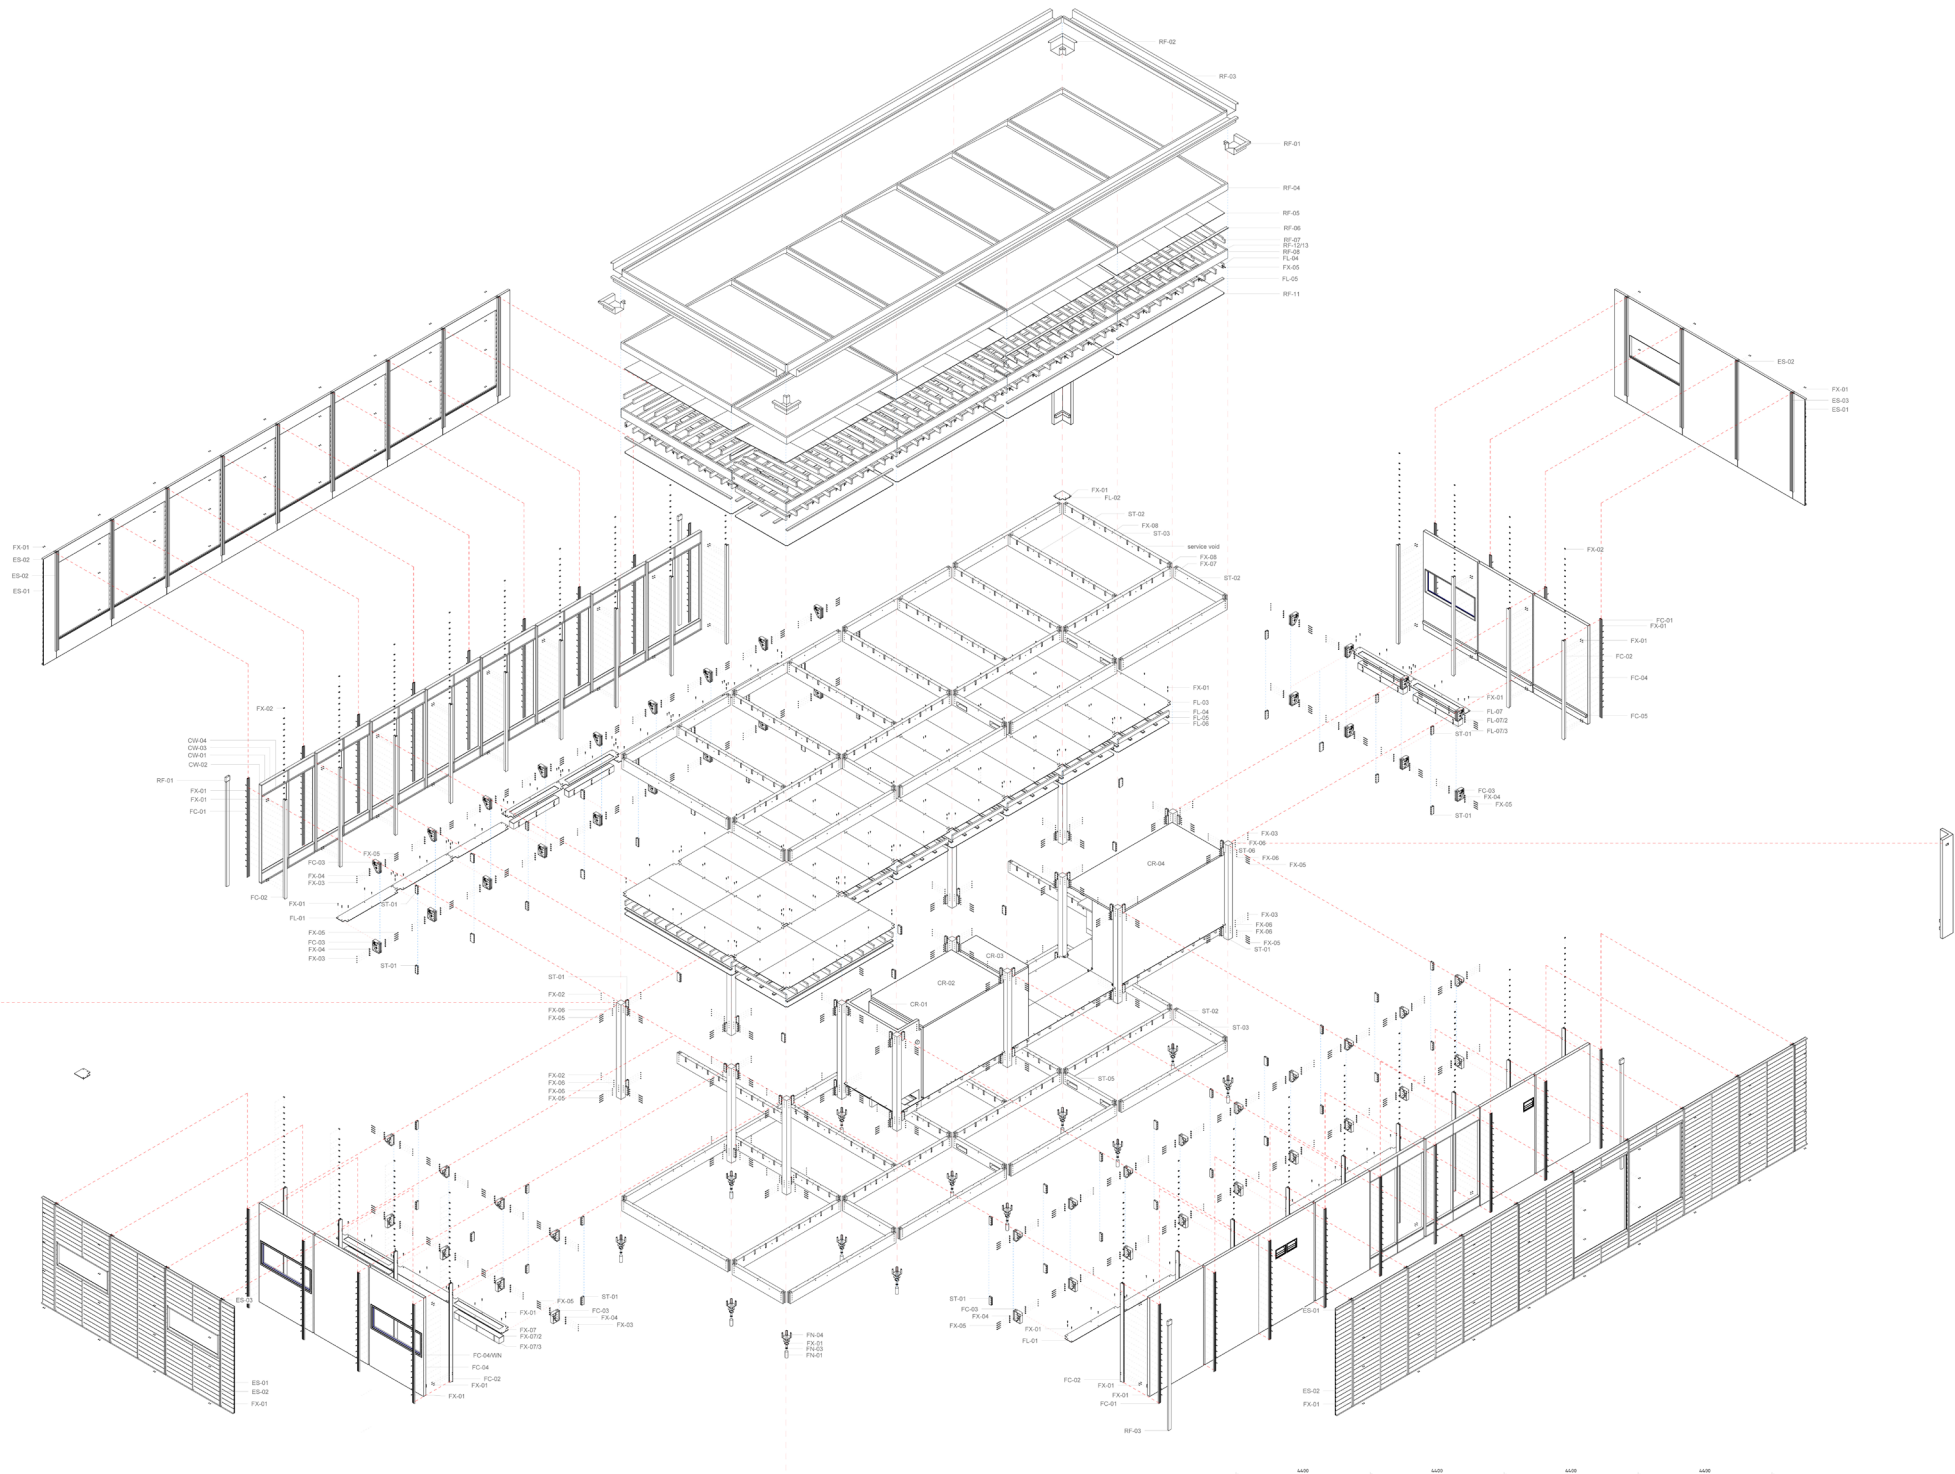 RF-02
RF-03
RF-01
RF-04
RF-05
RF-06
RF-07
RF-12/13
RF-08
FL-04
FX-05
FL-05
RF-11
ES-02
FX-01
ES-03
ES-01
FX-01
ES-02
ES-02
ES-01
FX-01
FL-02
ST-02
FX-08
ST-03
service void
FX-08
FX-07
ST-02
FX-02
FC-01
FX-01
FX-01
FC-02
FC-04
FC-05
FX-01
FL-07
FL-07/2
FL-07/3
ST-01
FC-03
FX-04
FX-05
ST-01
FX-02
CW-04
CW-03
CW-01
CW-02
RF-01
FX-01
FX-01
FC-01
FX-01
FL-03
FL-04
FL-05
FL-06
FX-05
FC-03
FX-04
FX-03
FC-02
FX-01
ST-01
FL-01
FX-05
FC-03
FX-04
FX-03
ST-01
FX-03
FX-06
ST-06
FX-06
FX-05
CR-04
FX-03
FX-06
FX-06
FX-05
ST-01
CR-03
CR-02
CR-01
ST-01
FX-02
FX-06
FX-05
FX-02
FX-06
FX-06
FX-05
ST-02
ST-03
ST-05
ES-03
ST-01
FX-05
FC-03
FX-04
FX-03
FX-01
FX-07
FX-07/2
FX-07/3
FC-04/WN
FC-04
FC-02
FX-01
FX-01
ES-01
ES-02
FX-01
FN-04
FX-01
FN-03
FN-01
ST-01
FC-03
FX-04
FX-05
FX-01
FL-01
FC-02
FX-01
FX-01
FC-01
RF-03
ES-01
ES-02
FX-01
4400
4400
4400
4400